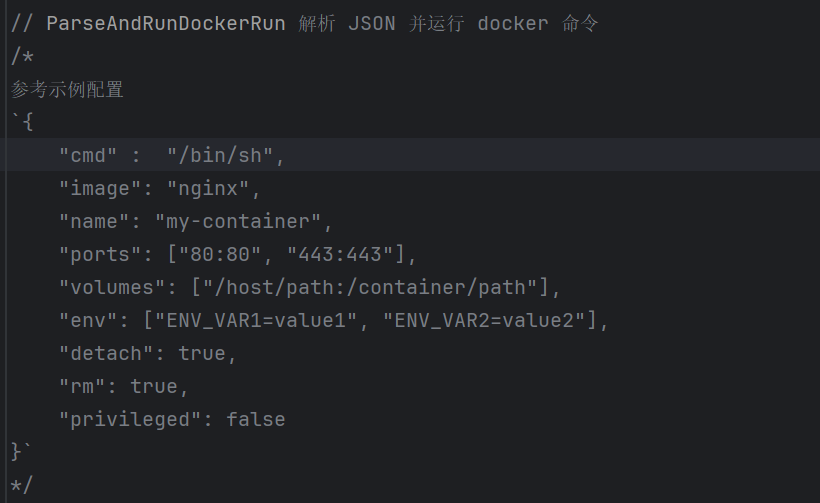 // ParseAndRunDockerRun 解析 JSON 并运行 docker 命令
/*
参考示例配置
`{
    "cmd" :  "/bin/sh",
    "image": "nginx",
    "name": "my-container",
    "ports": ["80:80", "443:443"],
    "volumes": ["/host/path:/container/path"],
    "env": ["ENV_VAR1=value1", "ENV_VAR2=value2"],
    "detach": true,
    "rm": true,
    "privileged": false
}`
*/